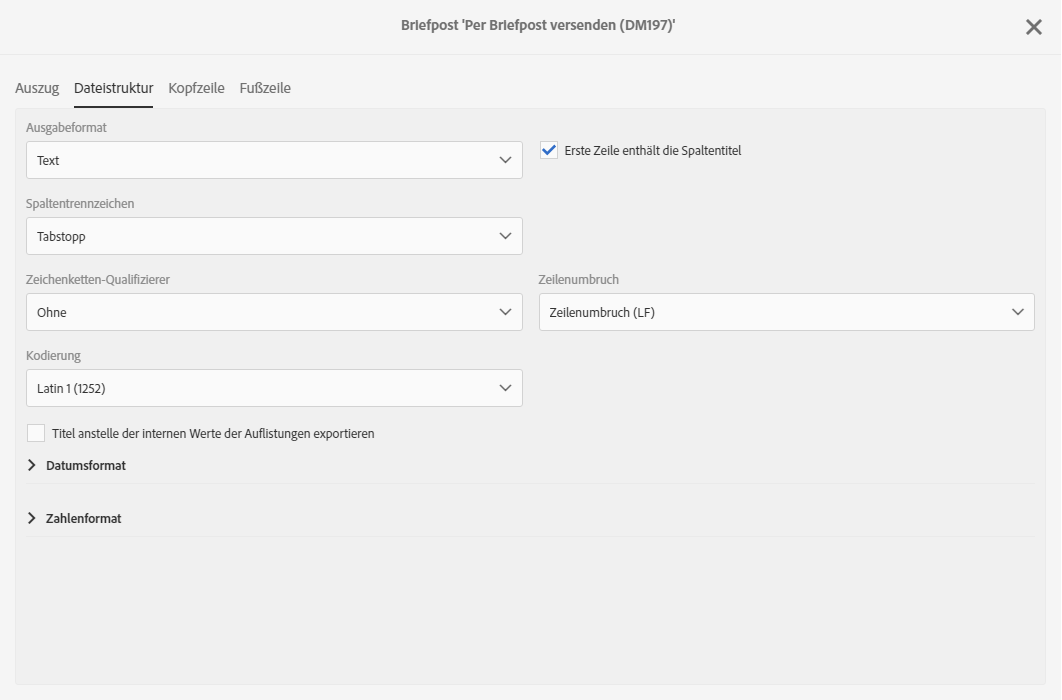 Briefpost 'Per Briefpost versenden (DM197)'
Auszug Dateistruktur Kopfzeile Fußzeile
Ausgabeformat
Text
Erste Zeile enthält die Spaltentitel
Spaltentrennzeichen
Tabstopp
Zeichenketten-Qualifizierer
Ohne
Zeilenumbruch
Zeilenumbruch (LF)
Kodierung
Latin 1 (1252)
Titel anstelle der internen Werte der Auflistungen exportieren
Datumsformat
Zahlenformat